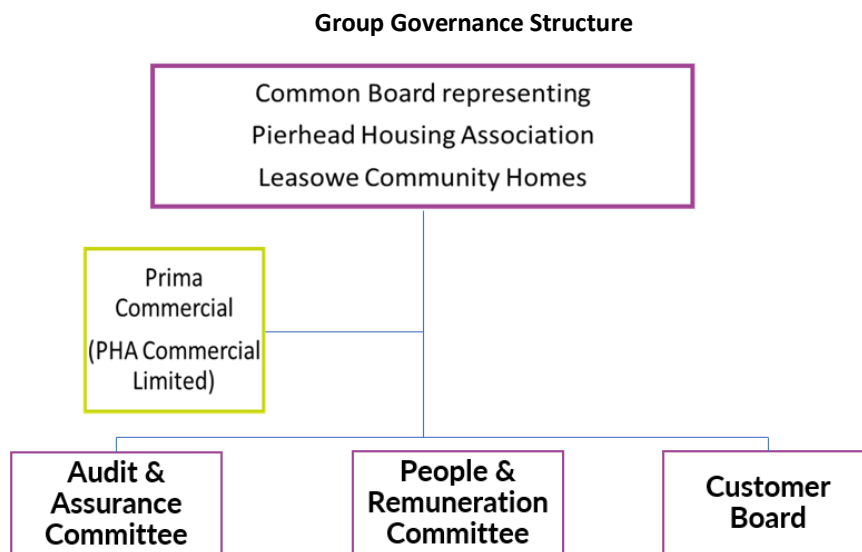 Group Governance Structure
Common Board representing
Pierhead Housing Association
Leasowe Community Homes
Prima
Commercial
(PHA Commercial
Limited)
Audit &
Assurance
Committee
People &
Remuneration
Committee
Customer
Board